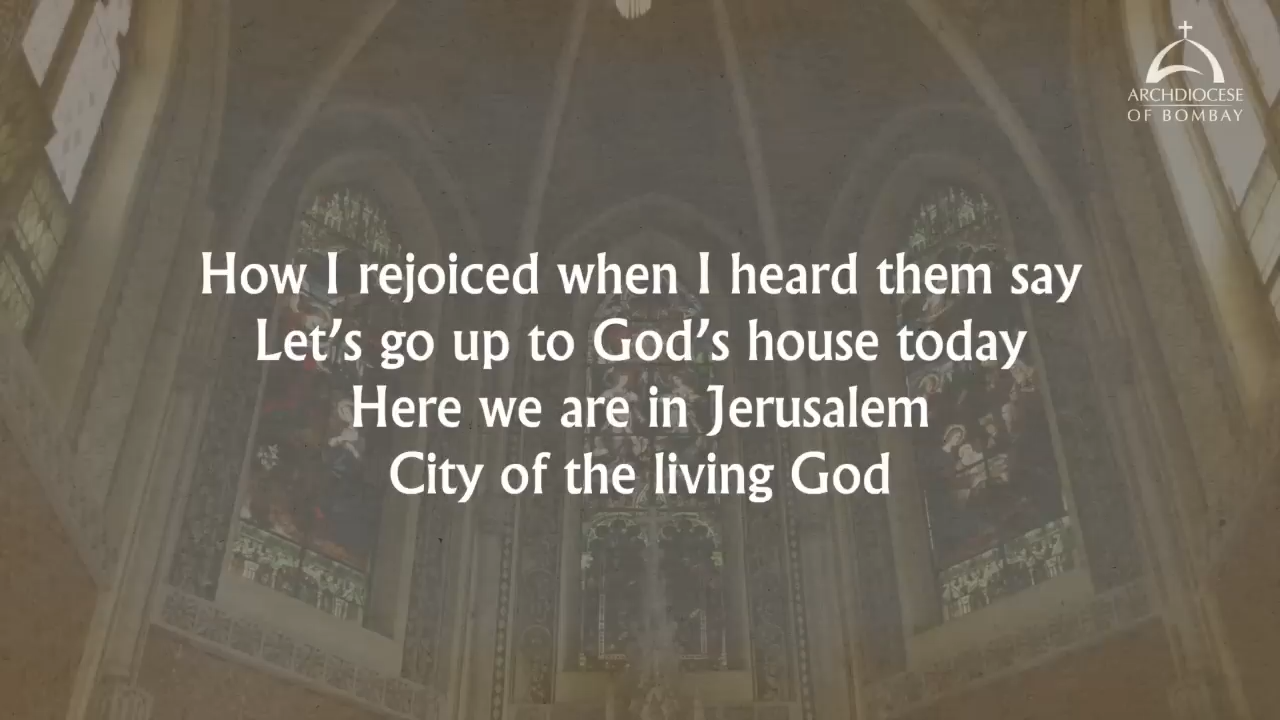 ARCHDIOCESE
OF BOMBAY
How I rejoiced when I heard them say
Let’s go up to God’s house today
Here we are in Jerusalem
City of the living God